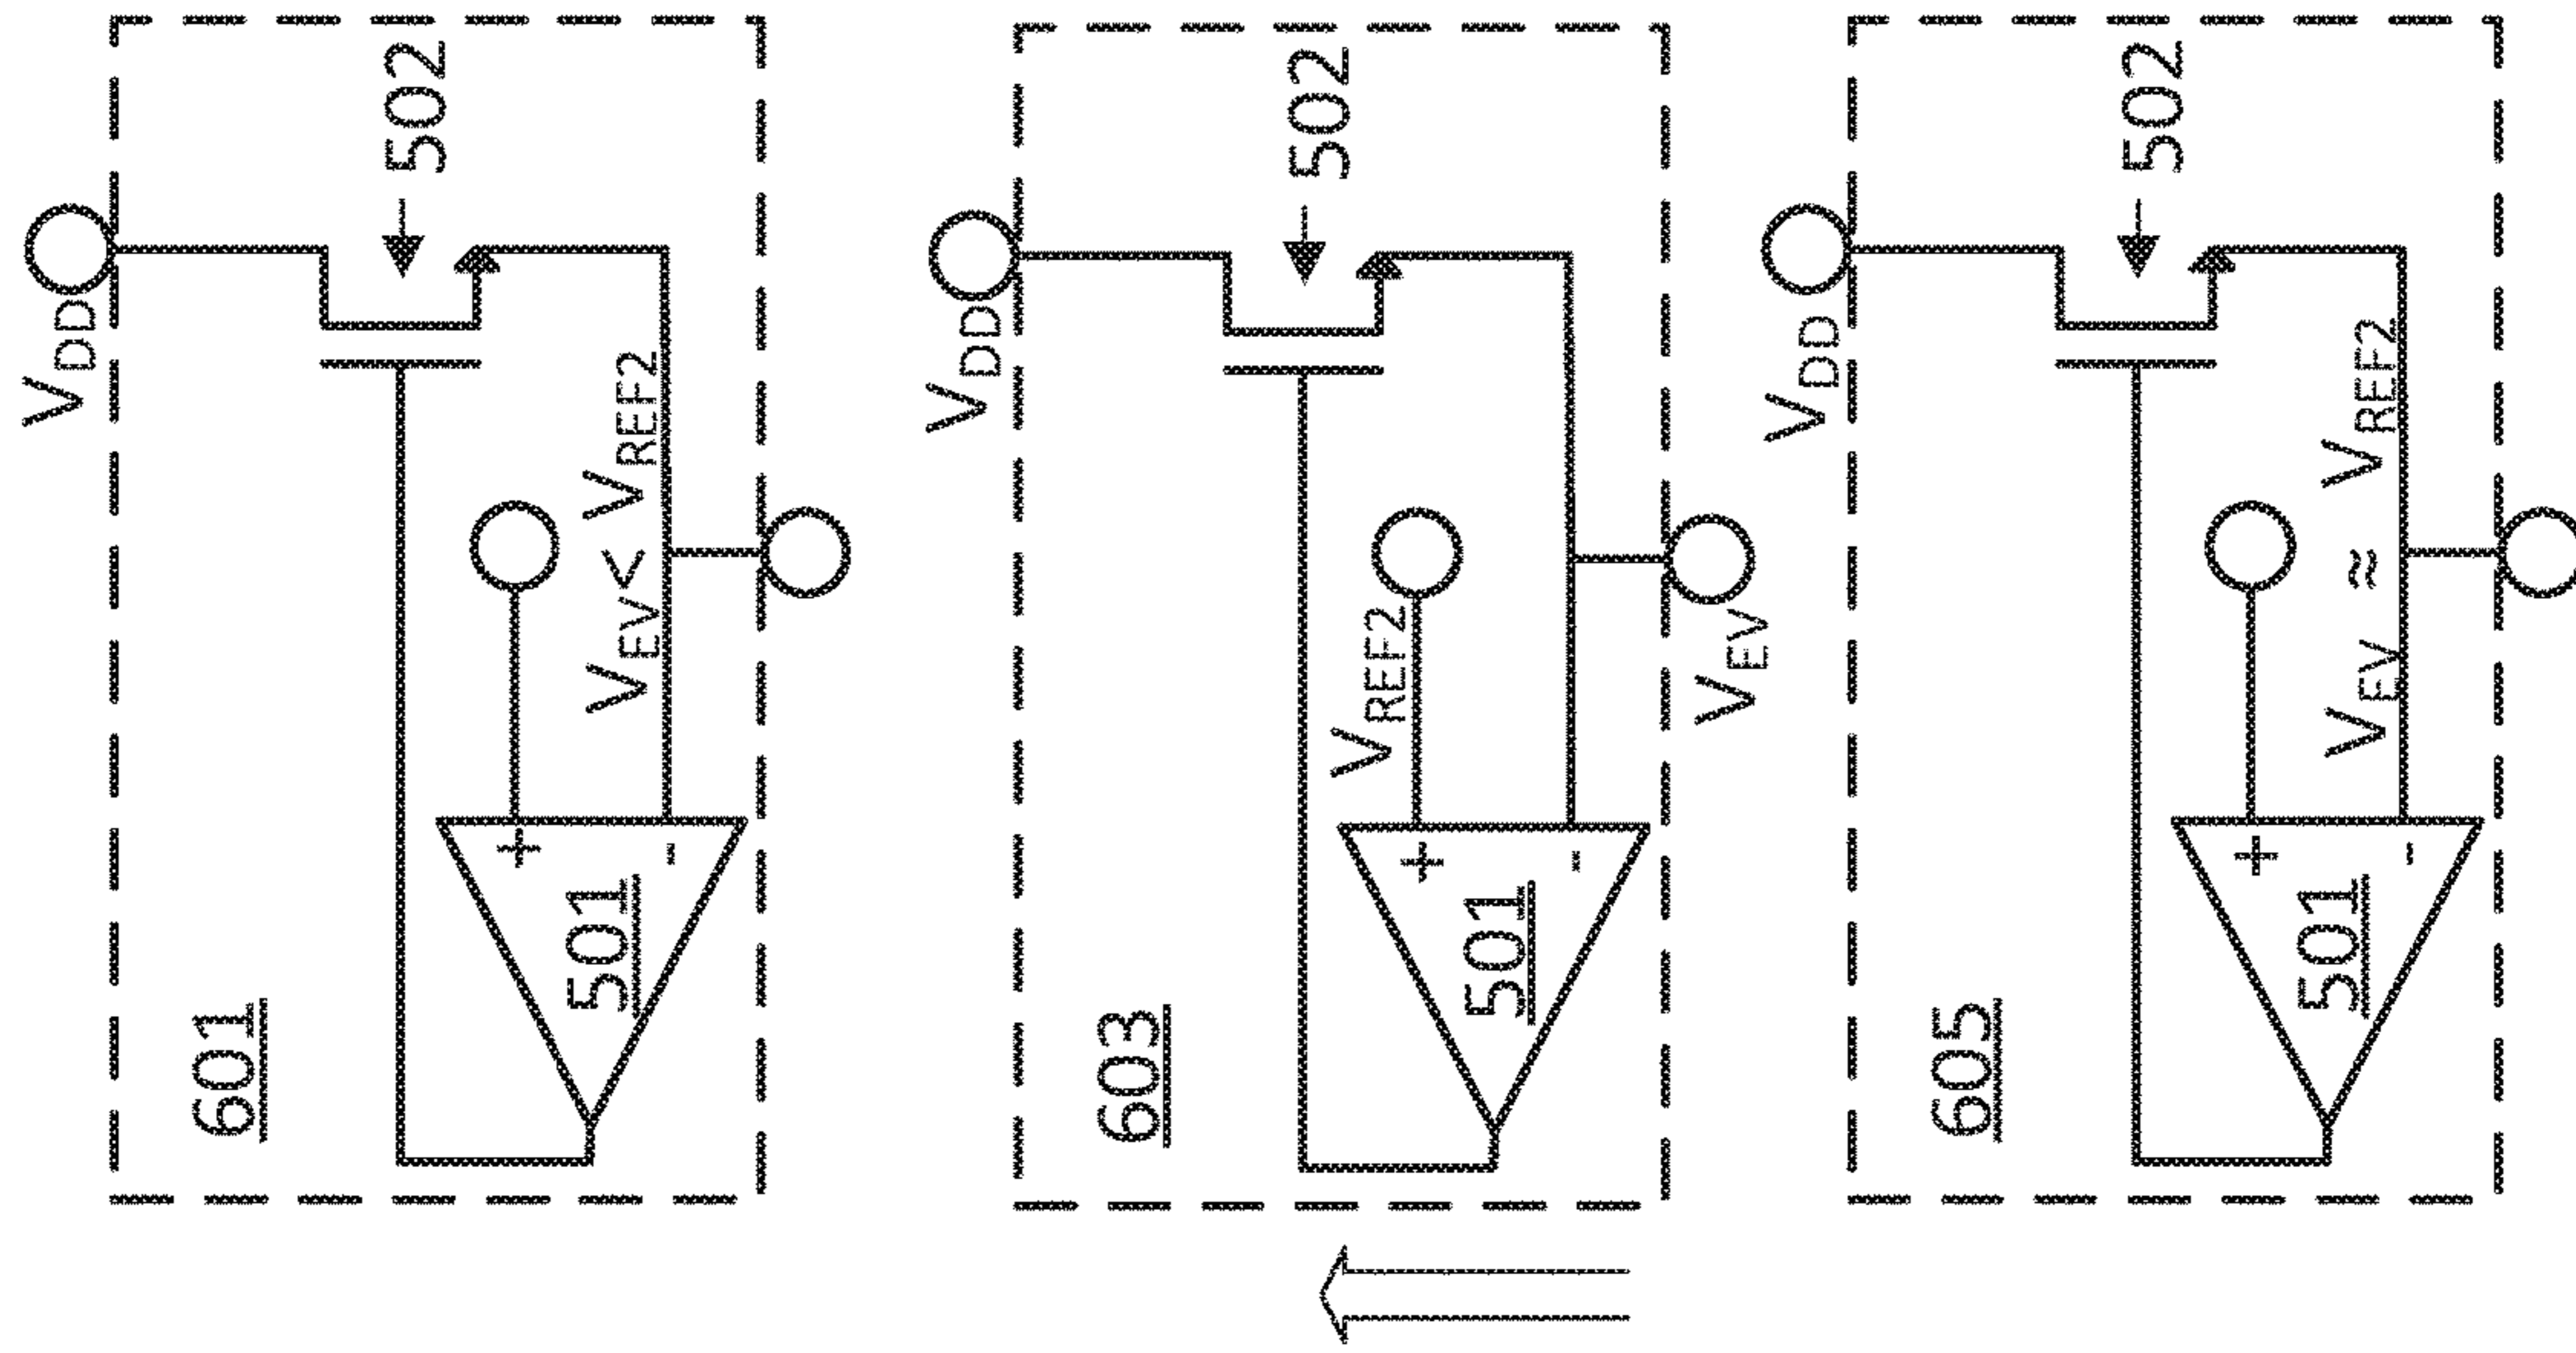 601
V_DD
502
V_EV < V_REF2
+
-
501
603
V_DD
502
V_REF2
+
-
501
V_EV
605
V_DD
502
V_EV ≈ V_REF2
+
-
501